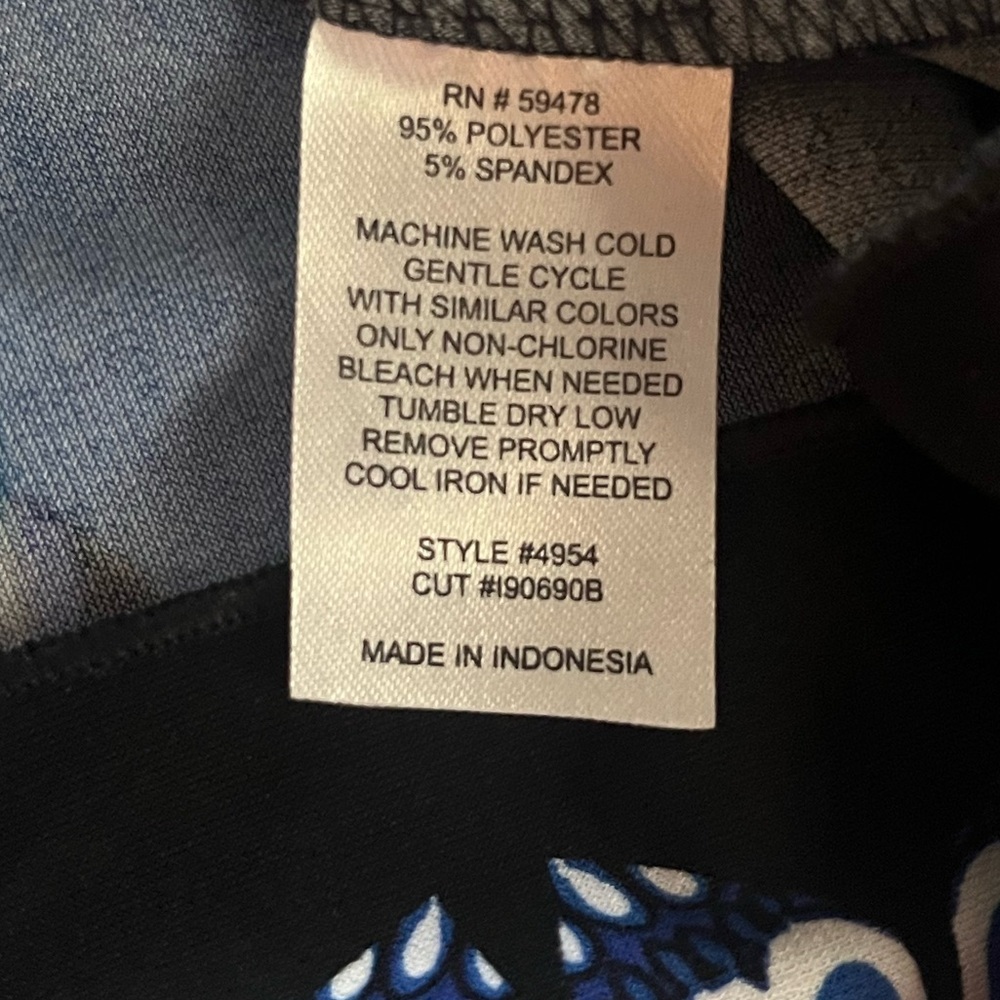 RN # 59478
95% POLYESTER
5% SPANDEX
MACHINE WASH COLD
GENTLE CYCLE
WITH SIMILAR COLORS
ONLY NON-CHLORINE
BLEACH WHEN NEEDED
TUMBLE DRY LOW
REMOVE PROMPTLY
COOL IRON IF NEEDED
STYLE #4954
CUT #I90690B
MADE IN INDONESIA